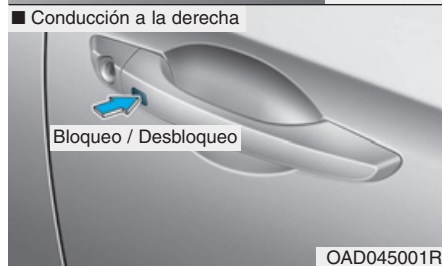 ■ Conducción a la derecha
Bloqueo / Desbloqueo
OAD045001R